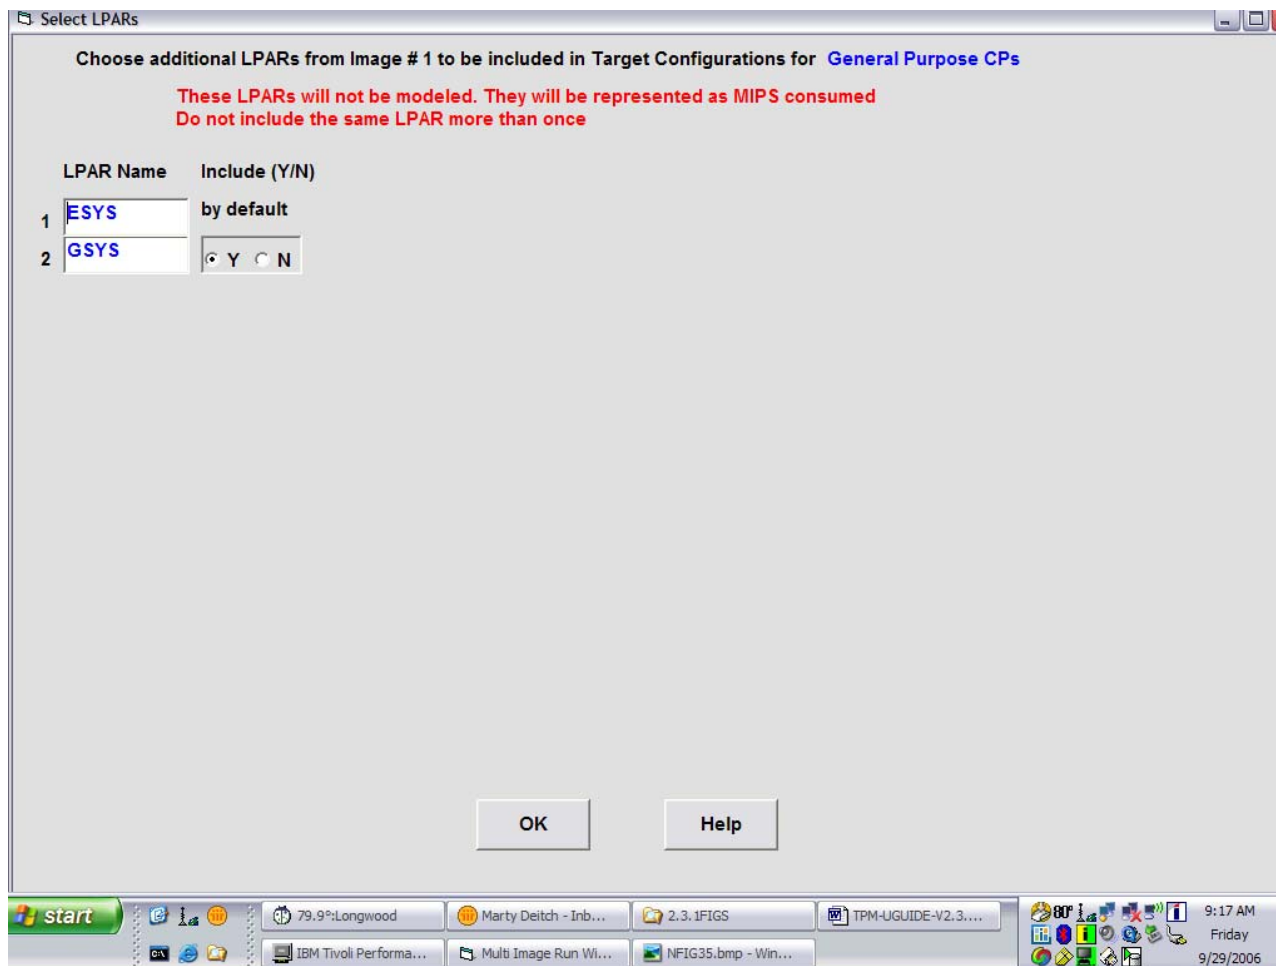 Select LPARs
Choose additional LPARs from Image # 1 to be included in Target Configurations for General Purpose CPs
These LPARs will not be modeled. They will be represented as MIPS consumed
Do not include the same LPAR more than once
LPAR Name Include (Y/N)
1 ESYS by default
2 GSYS Y N
OK Help
start 79.9°:Longwood Marty Deitch - Inb... 2.3.1FIGS TPM-UGUIDE-V2.3.... 80° 9:17 AM
Friday
IBM Tivoli Performa... Multi Image Run Wi... NFIG35.bmp - Win... 9/29/2006